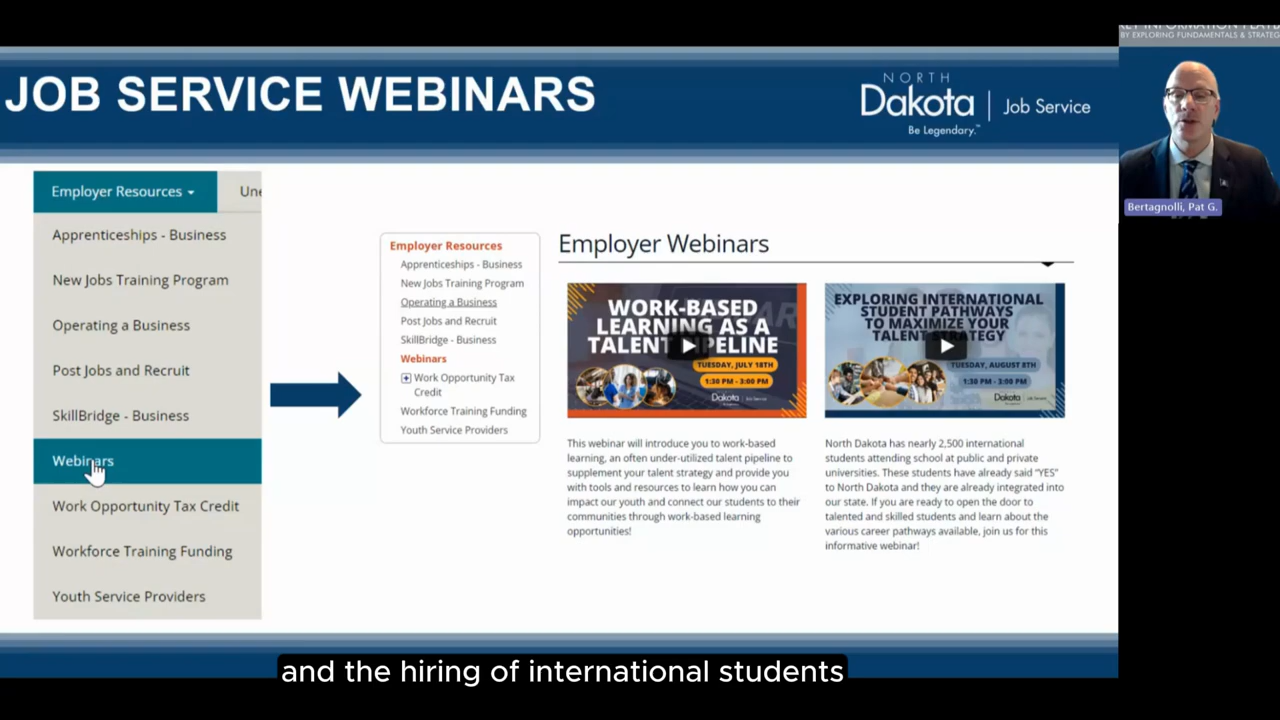 KEY INFORMATION PLAYB
BY EXPLORING FUNDAMENTALS & STRATEG
JOB SERVICE WEBINARS
NORTH
Dakota | Job Service
Be Legendary.™
Bertagnolli, Pat G.
Employer Resources
Une
Apprenticeships - Business
New Jobs Training Program
Operating a Business
Post Jobs and Recruit
SkillBridge - Business
Webinars
Work Opportunity Tax Credit
Workforce Training Funding
Youth Service Providers
Employer Resources
Apprenticeships - Business
New Jobs Training Program
Operating a Business
Post Jobs and Recruit
SkillBridge - Business
Webinars
Work Opportunity Tax
Credit
Workforce Training Funding
Youth Service Providers
Employer Webinars
WORK-BASED
LEARNING AS A
TALENT PIPELINE
TUESDAY, JULY 18TH
1:30 PM - 3:00 PM
Dakota
This webinar will introduce you to work-based
learning, an often under-utilized talent pipeline to
supplement your talent strategy and provide you
with tools and resources to learn how you can
impact our youth and connect our students to their
communities through work-based learning
opportunities!
EXPLORING INTERNATIONAL
STUDENT PATHWAYS
TO MAXIMIZE YOUR
TALENT STRATEGY
TUESDAY, AUGUST 8TH
1:30 PM - 3:00 PM
Dakota
North Dakota has nearly 2,500 international
students attending school at public and private
universities. These students have already said “YES”
to North Dakota and they are already integrated into
our state. If you are ready to open the door to
talented and skilled students and learn about the
various career pathways available, join us for this
informative webinar!
and the hiring of international students